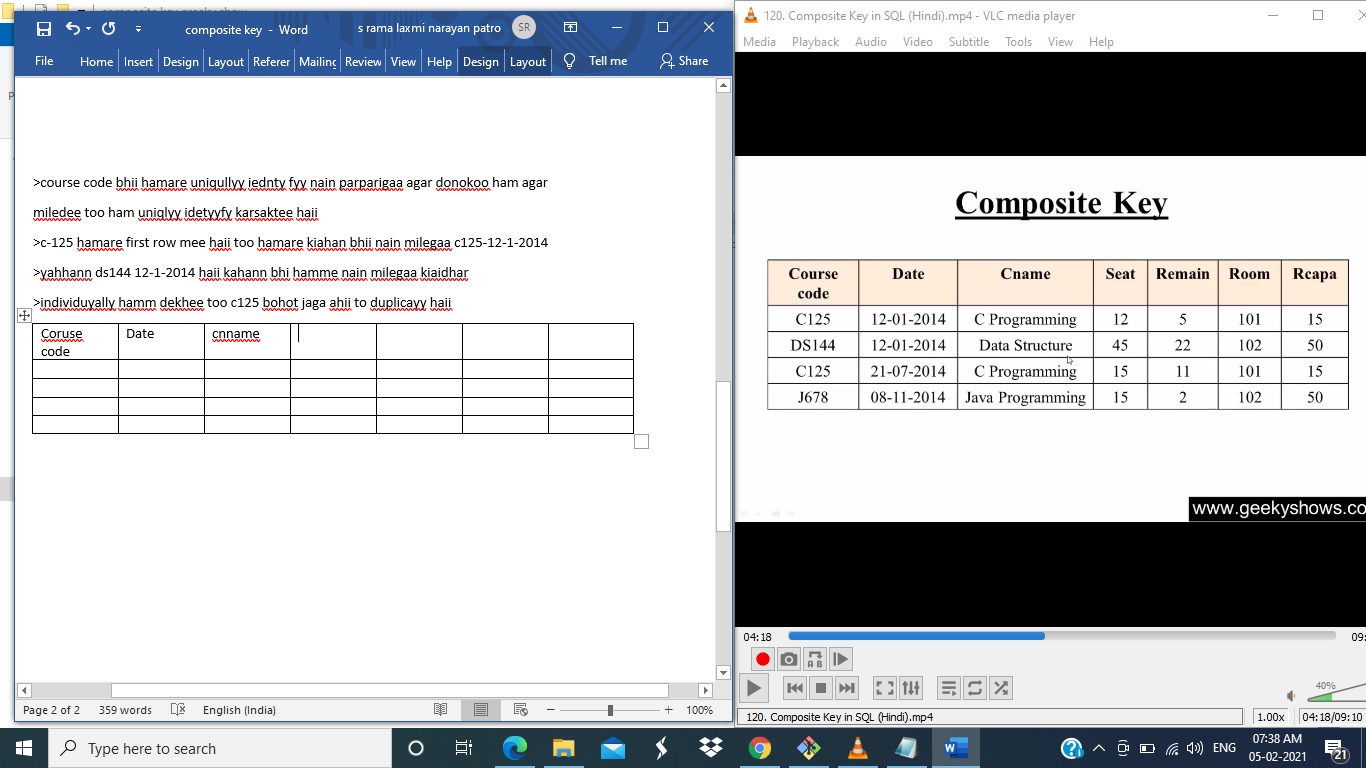 composite key - Word
s rama laxmi narayan patro
SR
File Home Insert Design Layout Referer Mailing Review View Help Design Layout Tell me Share
>course code bhii hamare uniqullyy iednty fyy nain parparigaa agar donokoo ham agar
miledee too ham uniqlyy idetyyfy karsaktee haii
>c-125 hamare first row mee haii too hamare kiahan bhii nain milegaa c125-12-1-2014
>yahhann ds144 12-1-2014 haii kahann bhi hamme nain milegaa kiaidhar
>individuyally hamm dekhee too c125 bohot jaga ahii to duplicayy haii
Coruse code Date cnname
Page 2 of 2 359 words English (India) 100%
120. Composite Key in SQL (Hindi).mp4 - VLC media player
Media Playback Audio Video Subtitle Tools View Help
Composite Key
Course code Date Cname Seat Remain Room Rcapa
C125 12-01-2014 C Programming 12 5 101 15
DS144 12-01-2014 Data Structure 45 22 102 50
C125 21-07-2014 C Programming 15 11 101 15
J678 08-11-2014 Java Programming 15 2 102 50
www.geekyshows.co
04:18 09:
40%
120. Composite Key in SQL (Hindi).mp4 1.00x 04:18/09:10
Type here to search
ENG 07:38 AM
05-02-2021
21